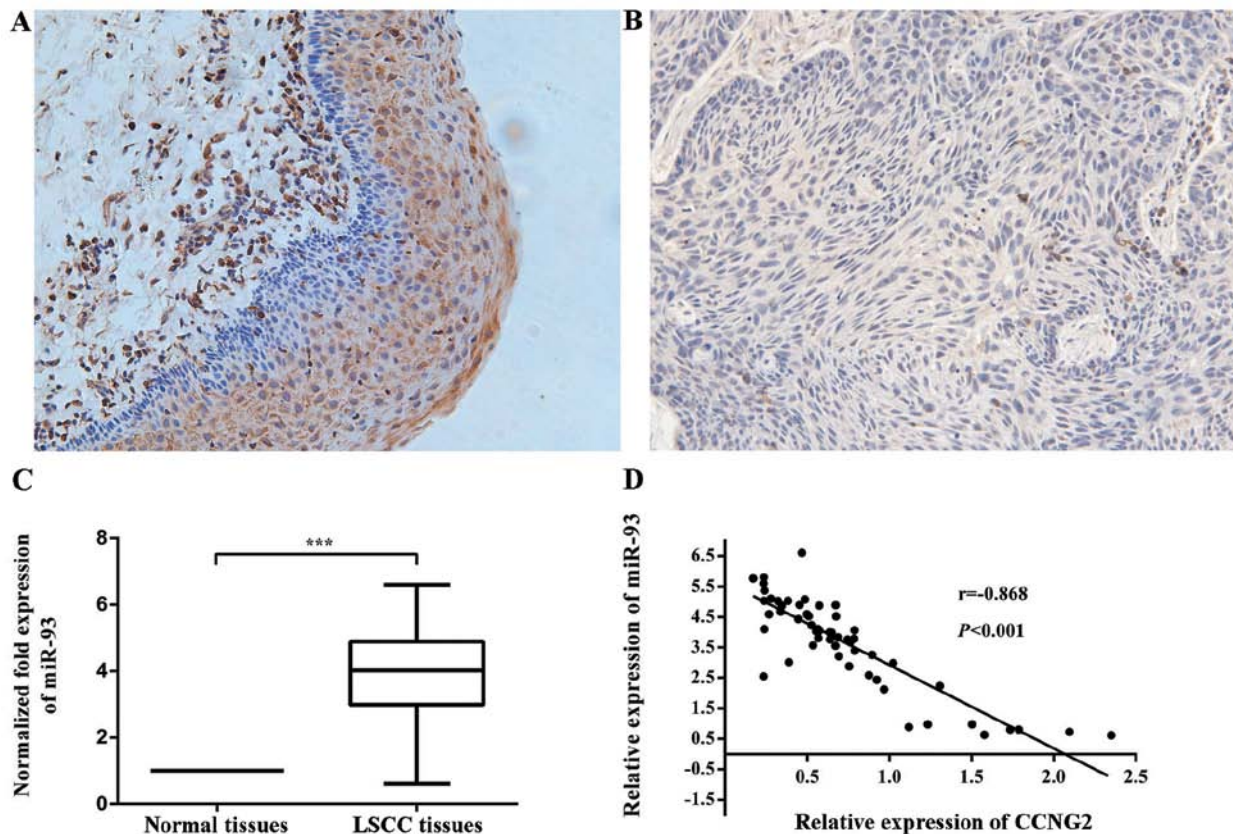 A
B
C
Normalized fold expression
of miR-93
8
6
4
2
0
***
Normal tissues
LSCC tissues
D
Relative expression of miR-93
6.5
5.5
4.5
3.5
2.5
1.5
0.5
-0.5
-1.5
r=-0.868
P<0.001
0.5
1.0
1.5
2.0
2.5
Relative expression of CCNG2